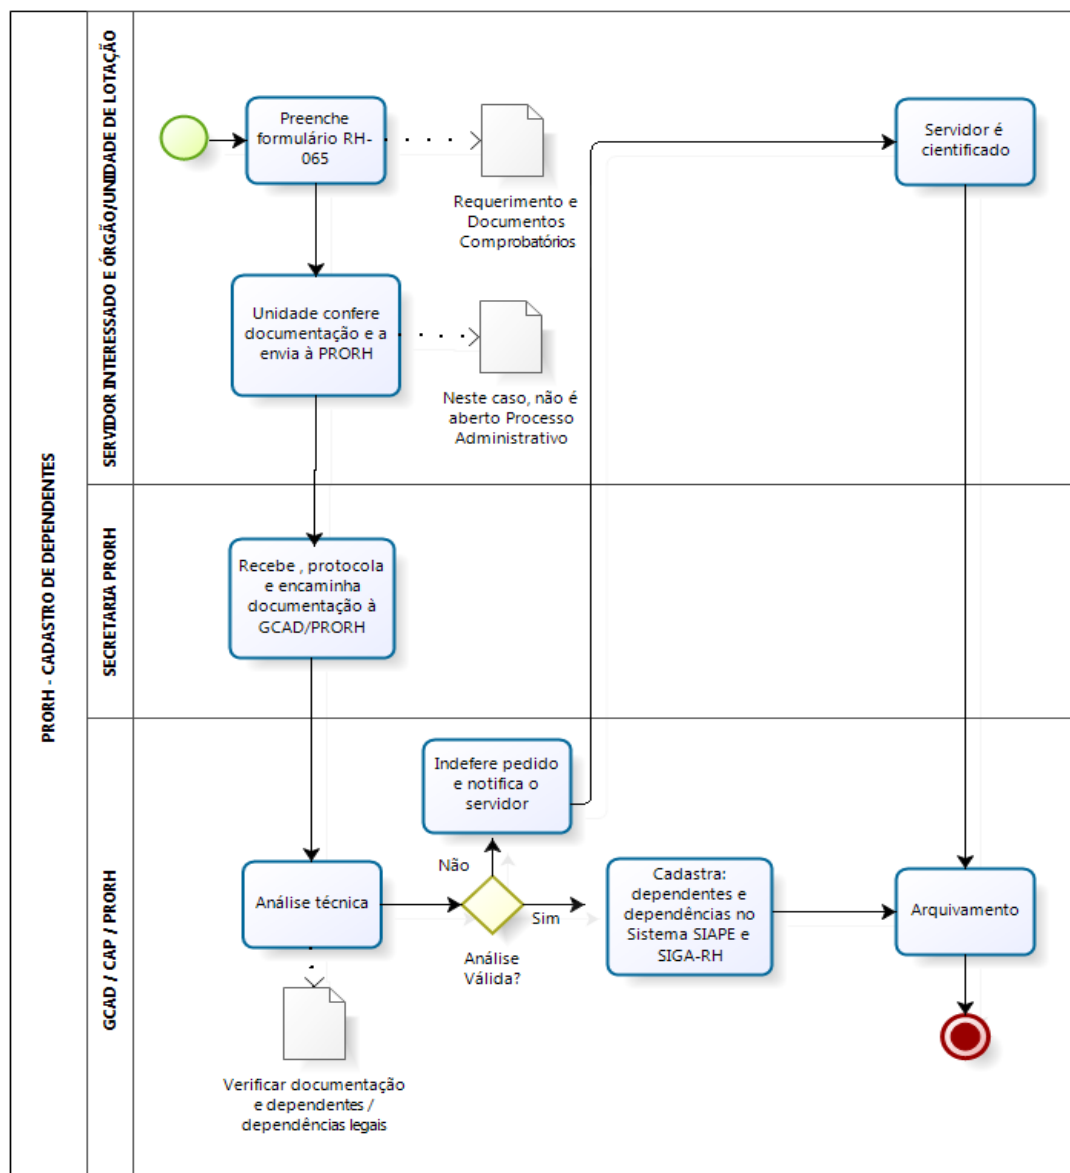 PRORH - CADASTRO DE DEPENDENTES
SERVIDOR INTERESSADO E ÓRGÃO/UNIDADE DE LOTAÇÃO
Preenche
formulário RH-
065
Requerimento e
Documentos
Comprobatórios
Servidor é
cientificado
Unidade confere
documentação e a
envia à PRORH
Neste caso, não é
aberto Processo
Administrativo
SECRETARIA PRORH
Recebe , protocola
e encaminha
documentação à
GCAD/PRORH
GCAD / CAP / PRORH
Indefere pedido
e notifica o
servidor
Não
Análise técnica
Sim
Análise
Válida?
Cadastra:
dependentes e
dependências no
Sistema SIAPE e
SIGA-RH
Arquivamento
Verificar documentação
e dependentes /
dependências legais